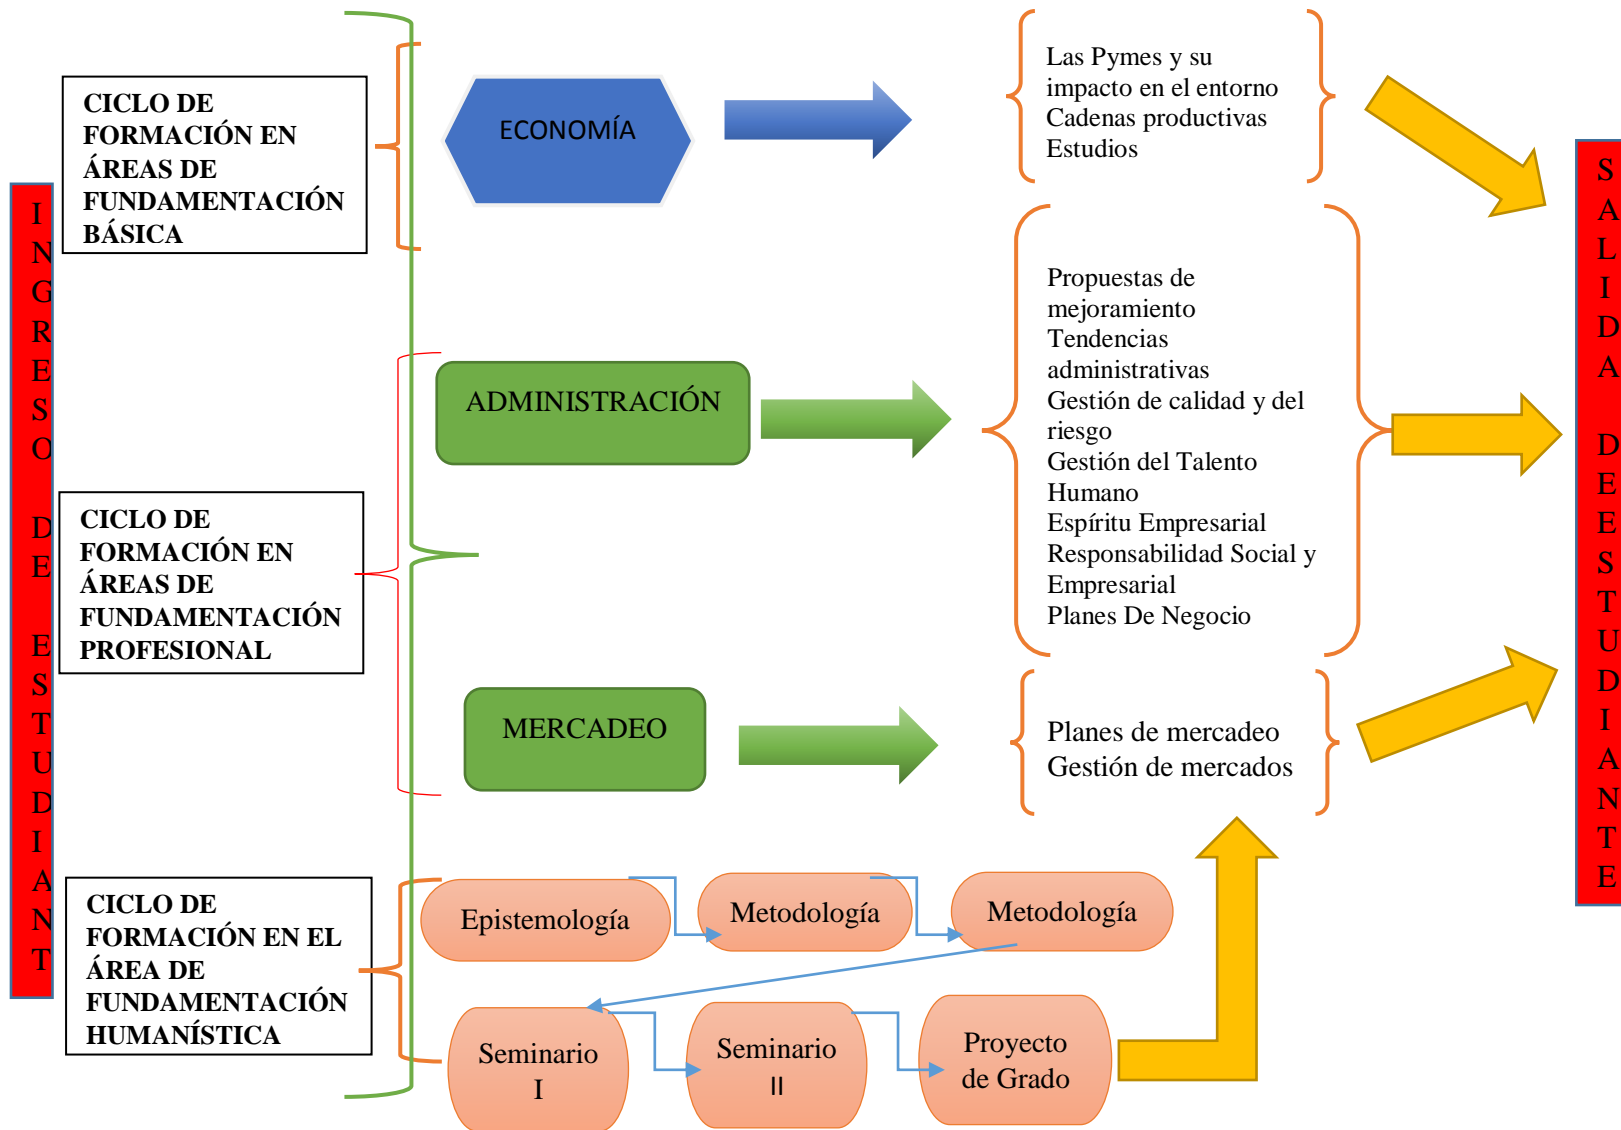 INGRESO DE ESTUDIANT
CICLO DE
FORMACIÓN EN
ÁREAS DE
FUNDAMENTACIÓN
BÁSICA
ECONOMÍA
Las Pymes y su
impacto en el entorno
Cadenas productivas
Estudios
CICLO DE
FORMACIÓN EN
ÁREAS DE
FUNDAMENTACIÓN
PROFESIONAL
ADMINISTRACIÓN
Propuestas de
mejoramiento
Tendencias
administrativas
Gestión de calidad y del
riesgo
Gestión del Talento
Humano
Espíritu Empresarial
Responsabilidad Social y
Empresarial
Planes De Negocio
MERCADEO
Planes de mercadeo
Gestión de mercados
CICLO DE
FORMACIÓN EN EL
ÁREA DE
FUNDAMENTACIÓN
HUMANÍSTICA
Epistemología
Metodología
Metodología
Seminario
I
Seminario
II
Proyecto
de Grado
SALIDA DEESTUDIANTE